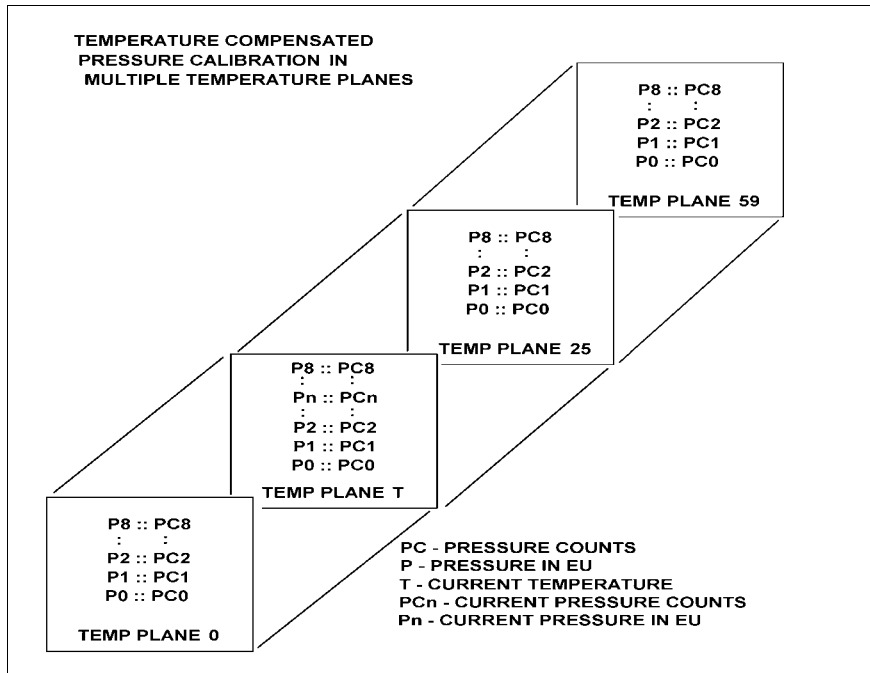 TEMPERATURE COMPENSATED
PRESSURE CALIBRATION IN
MULTIPLE TEMPERATURE PLANES
P8 :: PC8
: :
P2 :: PC2
P1 :: PC1
P0 :: PC0
TEMP PLANE 59
P8 :: PC8
: :
P2 :: PC2
P1 :: PC1
P0 :: PC0
TEMP PLANE 25
P8 :: PC8
: :
Pn :: PCn
: :
P2 :: PC2
P1 :: PC1
P0 :: PC0
TEMP PLANE T
P8 :: PC8
: :
P2 :: PC2
P1 :: PC1
P0 :: PC0
TEMP PLANE 0
PC - PRESSURE COUNTS
P - PRESSURE IN EU
T - CURRENT TEMPERATURE
PCn - CURRENT PRESSURE COUNTS
Pn - CURRENT PRESSURE IN EU